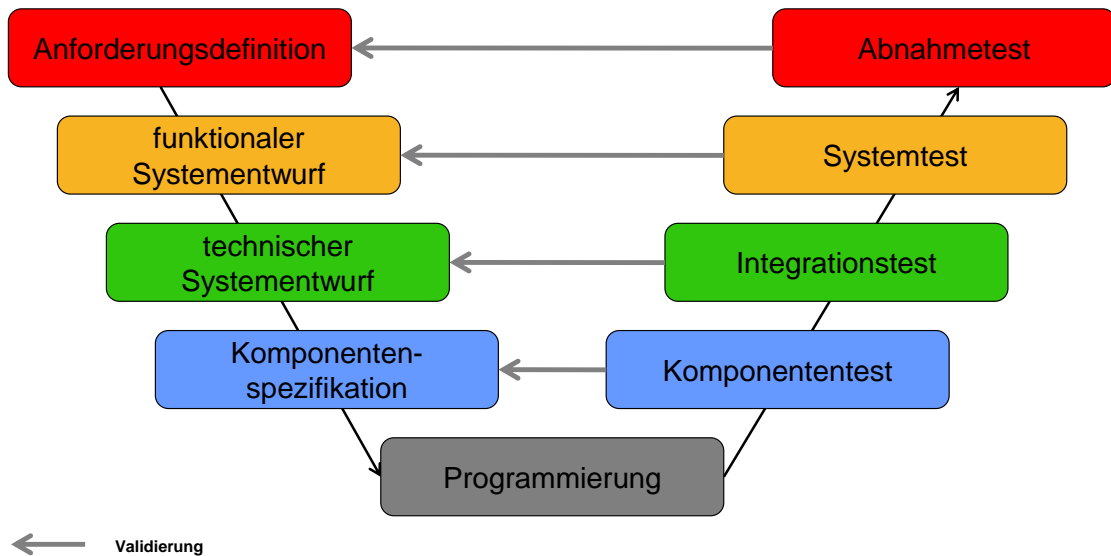 Anforderungsdefinition
Abnahmetest
funktionaler
Systementwurf
Systemtest
technischer
Systementwurf
Integrationstest
Komponenten-
spezifikation
Komponententest
Programmierung
Validierung